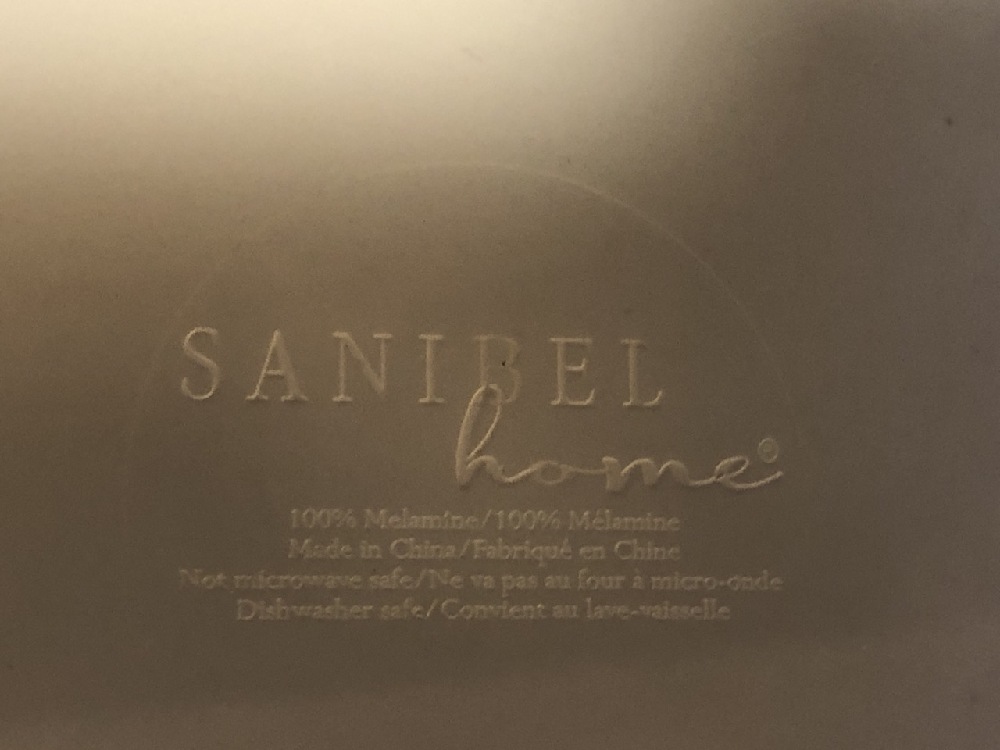 SANIBEL
home®
100% Melamine/100% Mélamine
Made in China/Fabriqué en Chine
Not microwave safe/Ne va pas au four à micro-onde
Dishwasher safe/Convient au lave-vaisselle